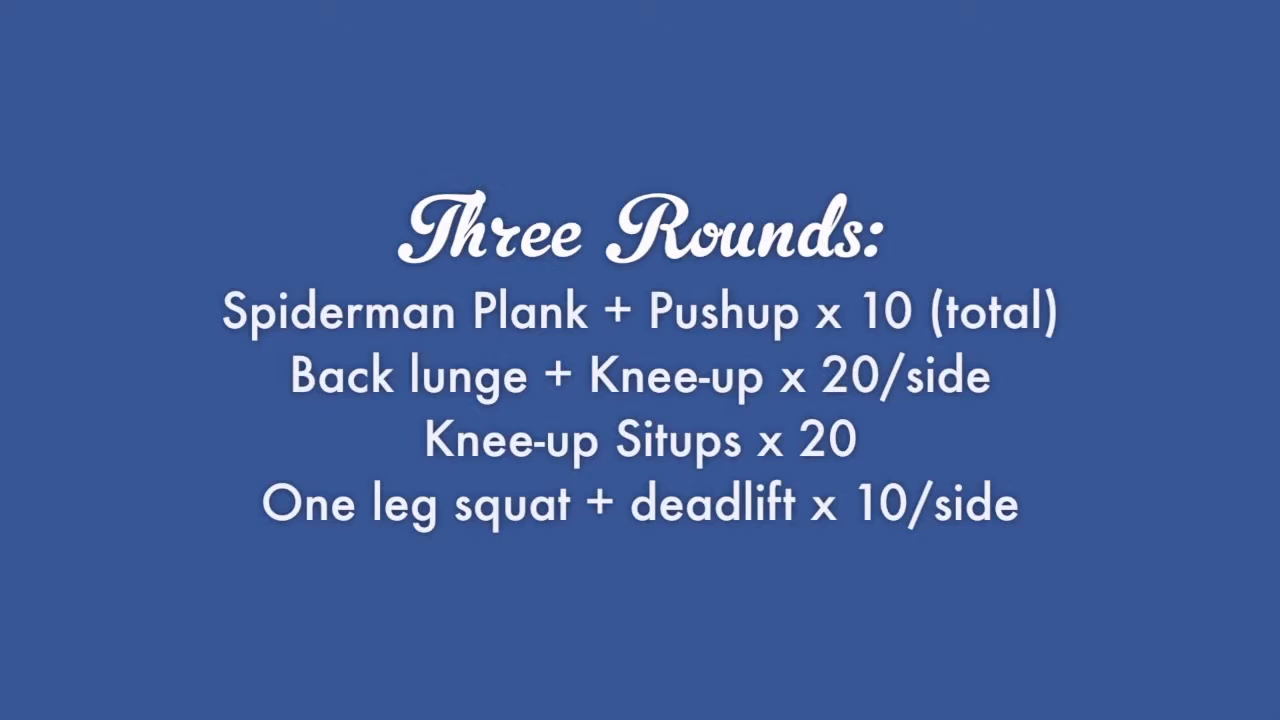 Three Rounds:
Spiderman Plank + Pushup x 10 (total)
Back lunge + Knee-up x 20/side
Knee-up Situps x 20
One leg squat + deadlift x 10/side